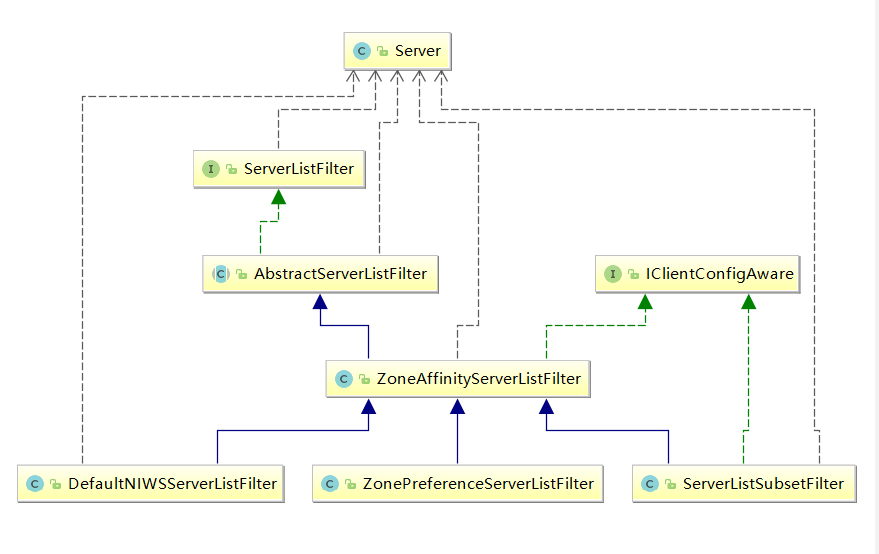 C Server
I ServerListFilter
C AbstractServerListFilter
I IClientConfigAware
C ZoneAffinityServerListFilter
C DefaultNIWSServerListFilter
C ZonePreferenceServerListFilter
C ServerListSubsetFilter